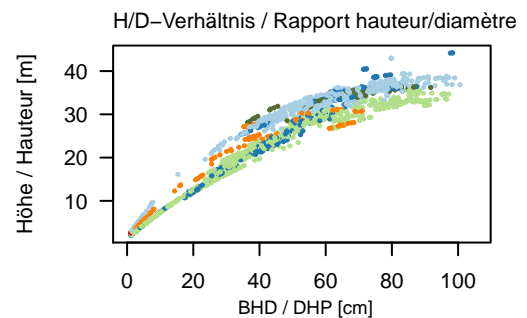 H/D−Verhältnis / Rapport hauteur/diamètre
Höhe / Hauteur [m]
40
30
20
10
0 20 40 60 80 100
BHD / DHP [cm]